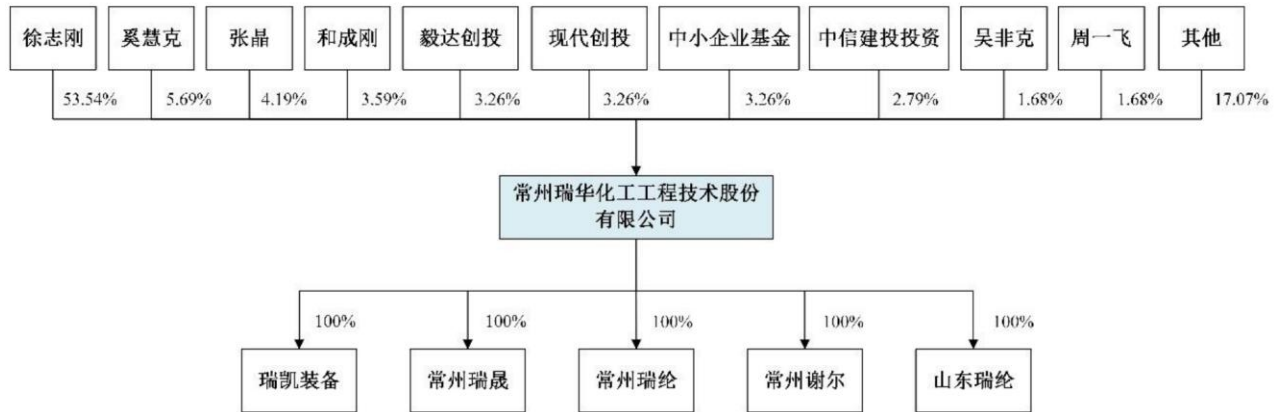 徐志刚
奚慧克
张晶
和成刚
毅达创投
现代创投
中小企业基金
中信建投投资
吴非克
周一飞
其他
53.54%
5.69%
4.19%
3.59%
3.26%
3.26%
3.26%
2.79%
1.68%
1.68%
17.07%
常州瑞华化工工程技术股份
有限公司
100%
100%
100%
100%
100%
瑞凯装备
常州瑞晟
常州瑞纶
常州谢尔
山东瑞纶